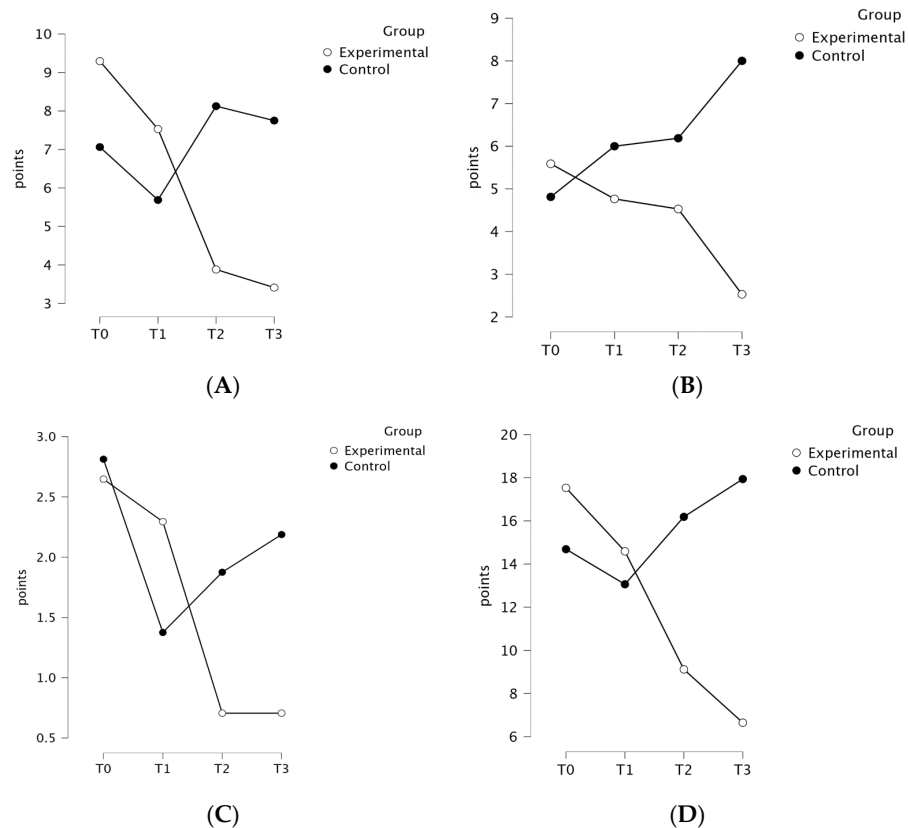 Group
Experimental
Control
10
9
8
7
6
5
4
3
points
T0 T1 T2 T3
(A)
Group
Experimental
Control
9
8
7
6
5
4
3
2
points
T0 T1 T2 T3
(B)
Group
Experimental
Control
3.0
2.5
2.0
1.5
1.0
0.5
points
T0 T1 T2 T3
(C)
Group
Experimental
Control
20
18
16
14
12
10
8
6
points
T0 T1 T2 T3
(D)